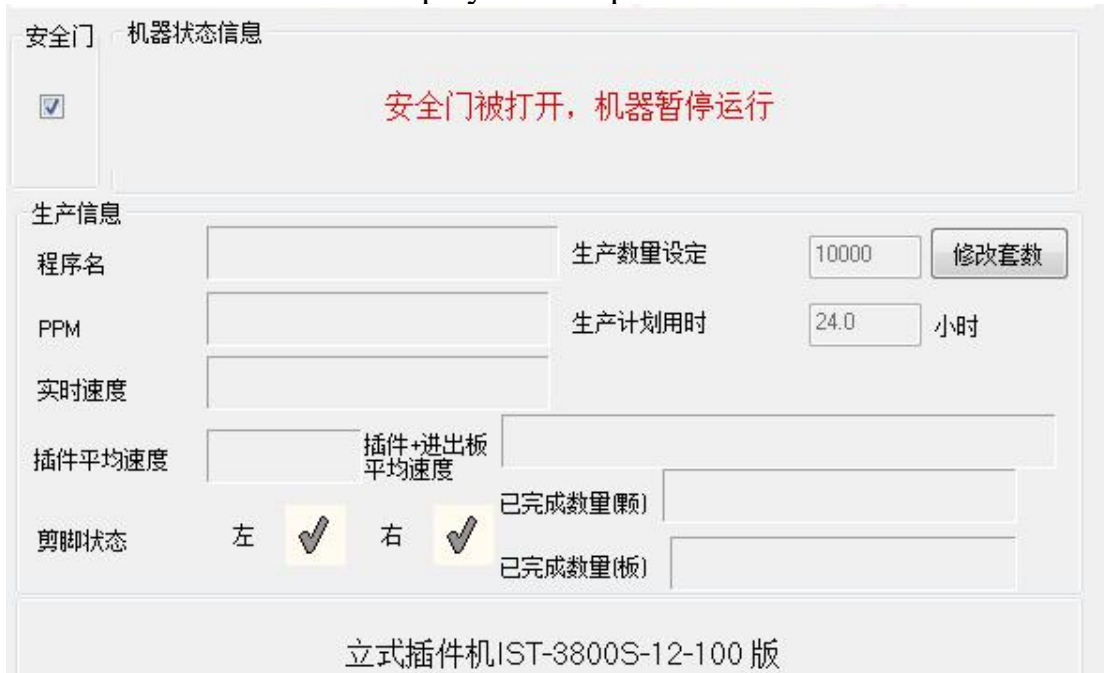 安全门 机器状态信息
安全门被打开，机器暂停运行
生产信息
程序名 生产数量设定 10000 修改套数
PPM 生产计划用时 24.0 小时
实时速度
插件平均速度 插件+进出板
平均速度
已完成数量(颗)
剪脚状态 左 右
已完成数量(板)
立式插件机IST-3800S-12-100 版